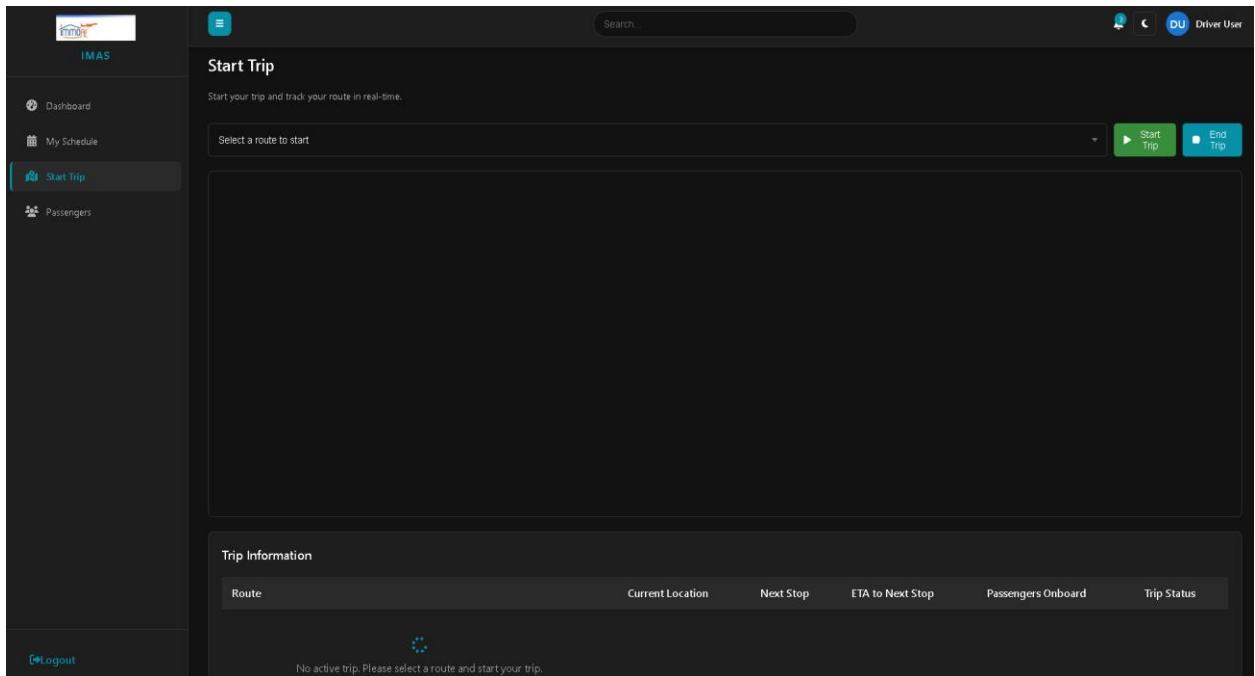 IMAS
Search...
2
DU Driver User
Dashboard
My Schedule
Start Trip
Passengers
Logout
Start Trip
Start your trip and track your route in real-time.
Select a route to start
Start Trip
End Trip
Trip Information
Route Current Location Next Stop ETA to Next Stop Passengers Onboard Trip Status
No active trip. Please select a route and start your trip.